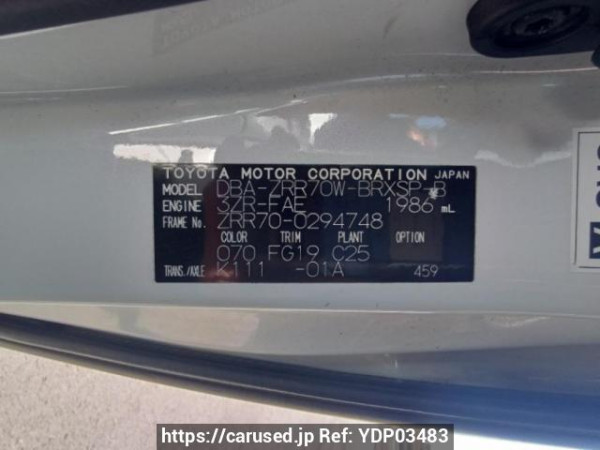 TOYOTA MOTOR CORPORATION JAPAN
MODEL DBA-ZRR70W-BRXSP-B
ENGINE 3ZR-FAE 1986 mL
FRAME No. ZRR70-0294748
COLOR TRIM PLANT OPTION
070 FG19 C25
TRANS./AXLE K111 -01A 459
https://carused.jp Ref: YDP03483